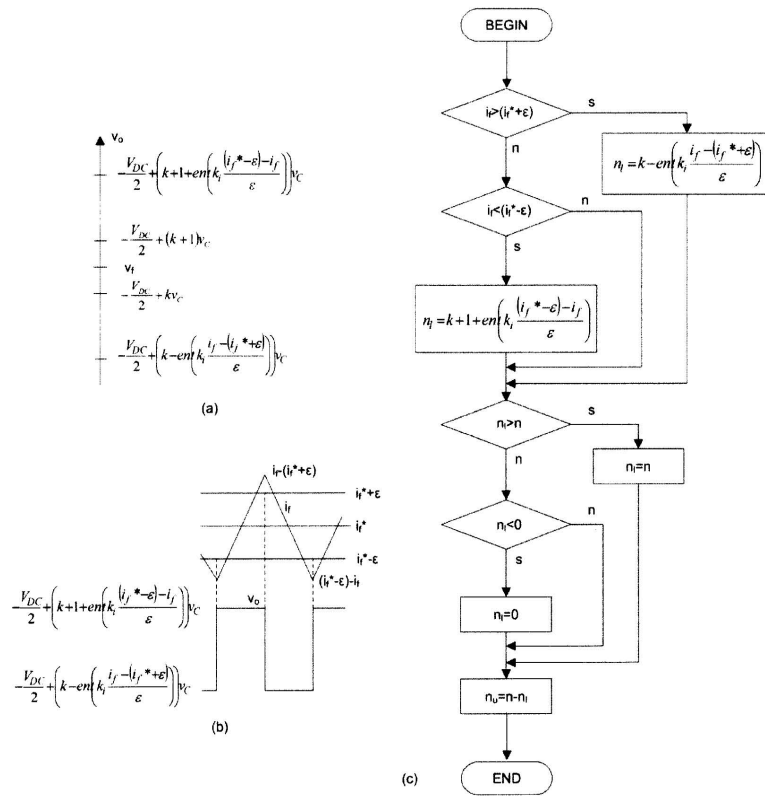 v_o
-V_DC/2+(k+1+ent(k_i((i_f*-ε)-i_f)/ε))v_C
-V_DC/2+(k+1)v_C
v_f
-V_DC/2+kv_C
-V_DC/2+(k-ent(k_i(i_f-(i_f*+ε))/ε))v_C
(a)
i_f-(i_f*+ε)
i_f*+ε
i_f
i_f*
i_f*-ε
(i_f*-ε)-i_f
-V_DC/2+(k+1+ent(k_i((i_f*-ε)-i_f)/ε))v_C
v_o
-V_DC/2+(k-ent(k_i(i_f-(i_f*+ε))/ε))v_C
(b)
BEGIN
i_f>(i_f*+ε)
s
n
n_l=k-ent(k_i(i_f-(i_f*+ε))/ε)
i_f<(i_f*-ε)
n
s
n_l=k+1+ent(k_i((i_f*-ε)-i_f)/ε)
n_l>n
s
n
n_l=n
n_l<0
n
s
n_l=0
n_u=n-n_l
(c)
END